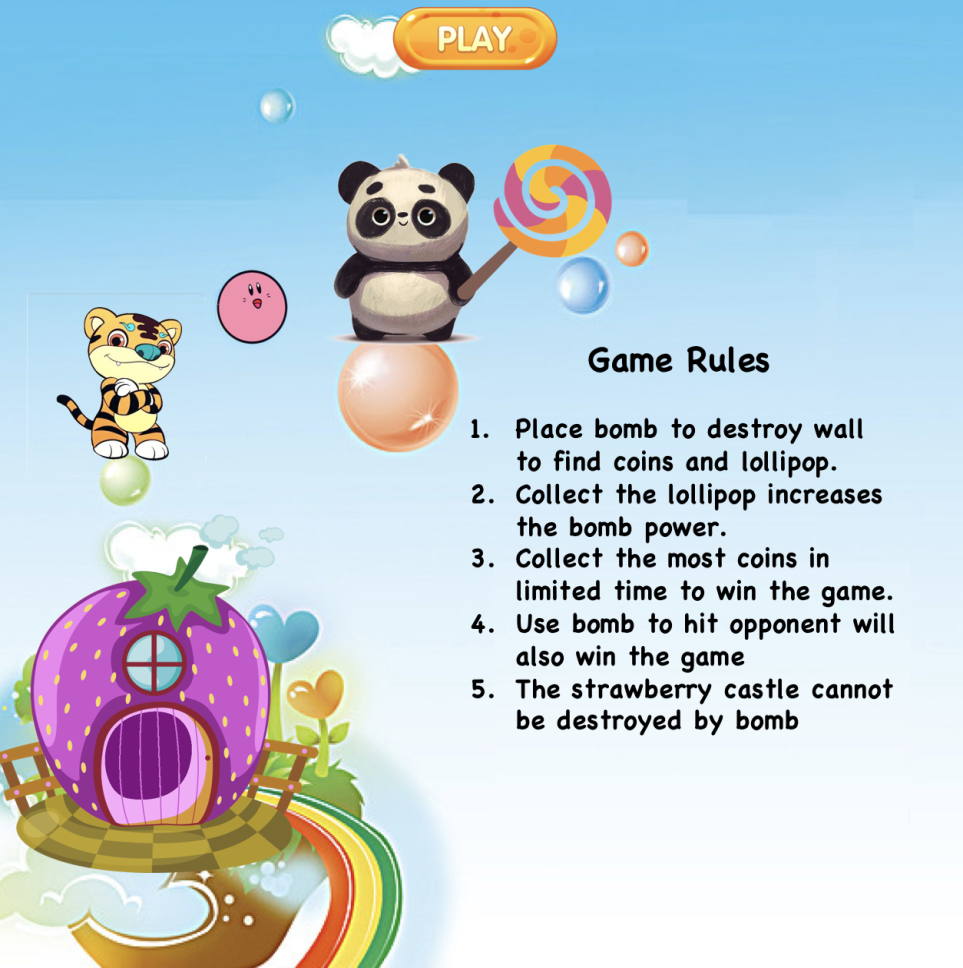 PLAY
Game Rules
1. Place bomb to destroy wall
to find coins and lollipop.
2. Collect the lollipop increases
the bomb power.
3. Collect the most coins in
limited time to win the game.
4. Use bomb to hit opponent will
also win the game
5. The strawberry castle cannot
be destroyed by bomb